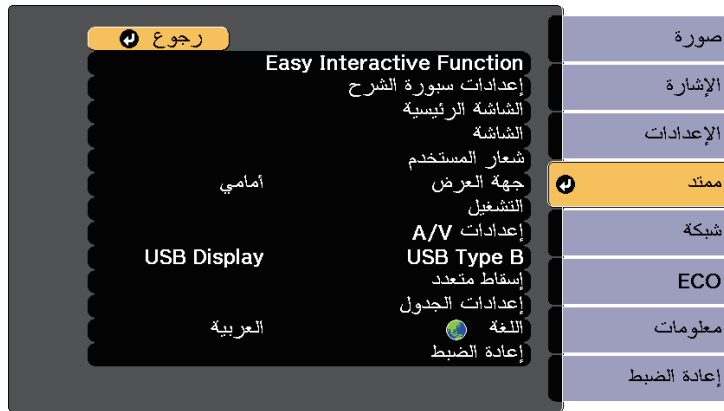 صورة
الإشارة
الإعدادات
ممتد
شبكة
ECO
معلومات
إعادة الضبط
رجوع
Easy Interactive Function
إعدادات سبورة الشرح
الشاشة الرئيسية
الشاشة
شعار المستخدم
جهة العرض أمامي
التشغيل
إعدادات A/V
USB Type B USB Display
إسقاط متعدد
إعدادات الجدول
اللغة العربية
إعادة الضبط